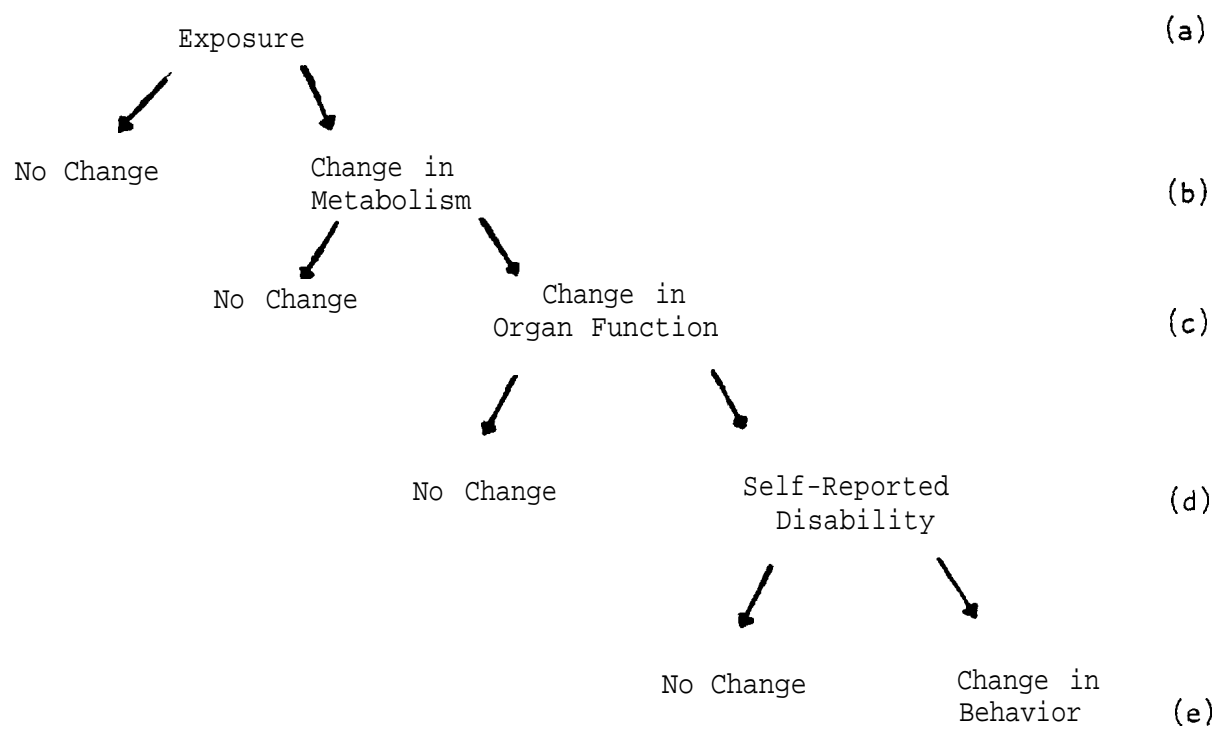 Exposure (a)
No Change Change in
Metabolism (b)
No Change Change in
Organ Function (c)
No Change Self-Reported
Disability (d)
No Change Change in
Behavior (e)